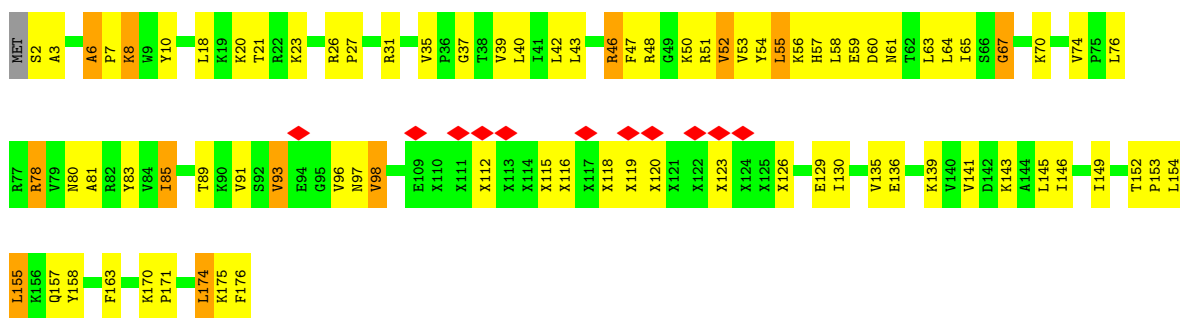 MET S2 A3 A6 P7 K8 W9 Y10 L18 K19 K20 T21 R22 K23 R26 P27 R31 V35 P36 G37 T38 V39 L40 I41 L42 L43 R46 F47 R48 G49 K50 R51 V52 V53 Y54 L55 K56 H57 L58 E59 D60 N61 T62 L63 L64 I65 S66 G67 K70 V74 P75 L76
R77 R78 V79 N80 A81 R82 Y83 V84 I85 T89 K90 V91 S92 V93 E94 G95 V96 N97 V98 E109 X110 X111 X112 X113 X114 X115 X116 X117 X118 X119 X120 X121 X122 X123 X124 X125 X126 E129 I130 V135 E136 K139 V140 V141 D142 K143 A144 L145 I146 I149 T152 P153 L154
L155 K156 Q157 Y158 F163 K170 P171 L174 K175 F176